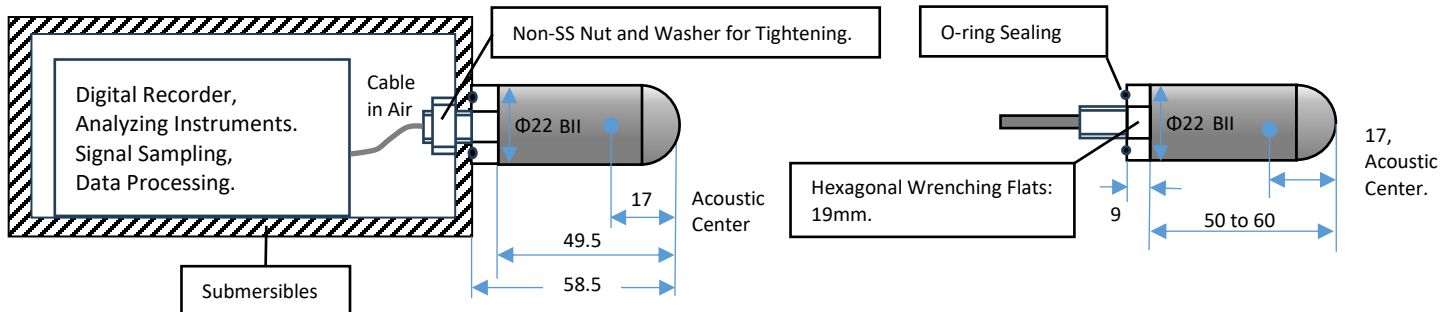 Non-SS Nut and Washer for Tightening.
O-ring Sealing
Digital Recorder,
Analyzing Instruments.
Signal Sampling,
Data Processing.
Cable
in Air
Φ22 BII
17
Acoustic
Center
49.5
58.5
Submersibles
Φ22 BII
17,
Acoustic
Center.
Hexagonal Wrenching Flats:
19mm.
9
50 to 60